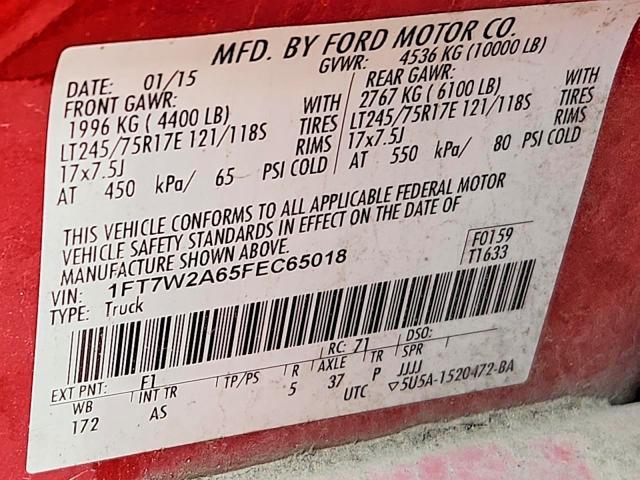 MFD. BY FORD MOTOR CO.
DATE: 01/15
GVWR: 4536 KG (10000 LB)
FRONT GAWR:
1996 KG ( 4400 LB) WITH
LT245/75R17E 121/118S TIRES
17x7.5J RIMS
AT 450 kPa/ 65 PSI COLD
REAR GAWR:
2767 KG ( 6100 LB) WITH
LT245/75R17E 121/118S TIRES
17x7.5J RIMS
AT 550 kPa/ 80 PSI COLD
THIS VEHICLE CONFORMS TO ALL APPLICABLE FEDERAL MOTOR
VEHICLE SAFETY STANDARDS IN EFFECT ON THE DATE OF
MANUFACTURE SHOWN ABOVE.
F0159
T1633
VIN: 1FT7W2A65FEC65018
TYPE: Truck
EXT PNT: F1 RC: 71 DSO:
WB INT TR TP/PS R AXLE TR SPR
172 AS 5 37 P JJJJ
UTC ▽5U5A-1520472-BA